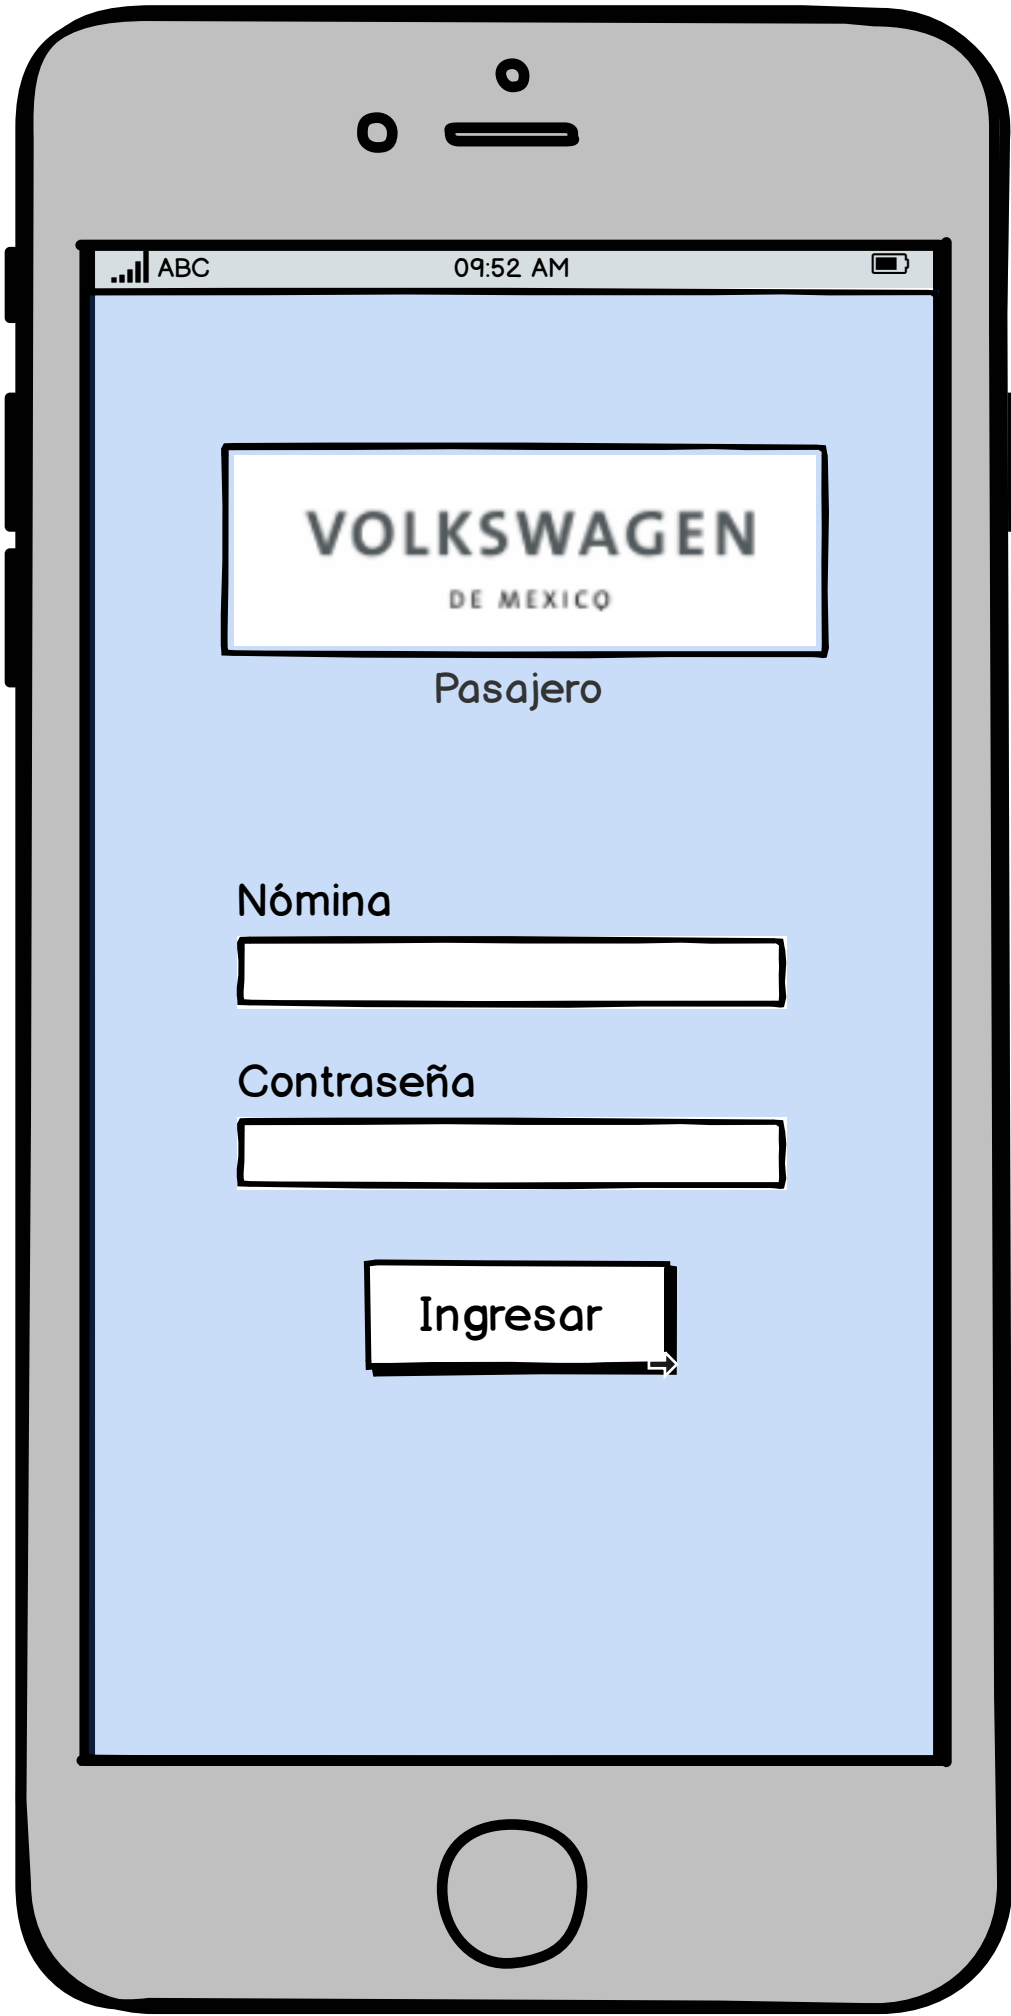 ABC 09:52 AM
VOLKSWAGEN
DE MEXICO
Pasajero
Nómina
Contraseña
Ingresar